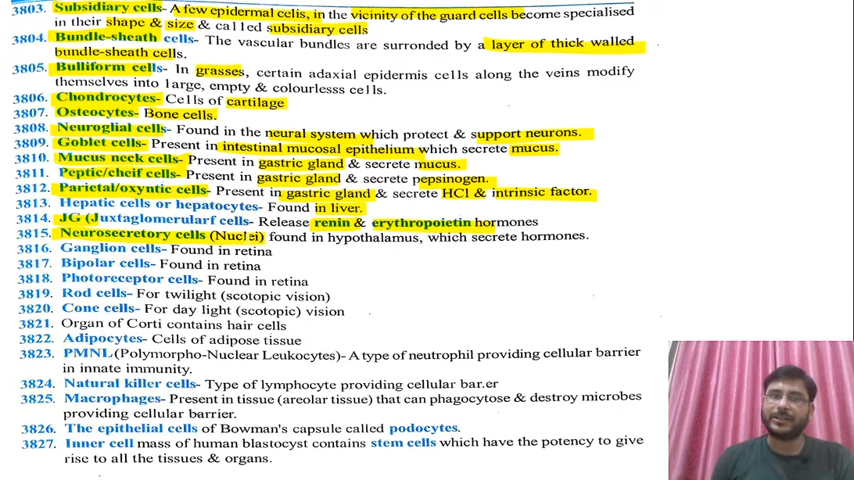 3803. Subsidiary cells- A few epidermal cells, in the vicinity of the guard cells become specialised
in their shape & size & called subsidiary cells
3804. Bundle-sheath cells- The vascular bundles are surronded by a layer of thick walled
bundle-sheath cells.
3805. Bulliform cells- In grasses, certain adaxial epidermis cells along the veins modify
themselves into large, empty & colourlesss cells.
3806. Chondrocytes- Cells of cartilage
3807. Osteocytes- Bone cells.
3808. Neuroglial cells- Found in the neural system which protect & support neurons.
3809. Goblet cells- Present in intestinal mucosal epithelium which secrete mucus.
3810. Mucus neck cells- Present in gastric gland & secrete mucus.
3811. Peptic/cheif cells- Present in gastric gland & secrete pepsinogen.
3812. Parietal/oxyntic cells- Present in gastric gland & secrete HCl & intrinsic factor.
3813. Hepatic cells or hepatocytes- Found in liver.
3814. JG (Juxtaglomerularf cells- Release renin & erythropoietin hormones
3815. Neurosecretory cells (Nuclei) found in hypothalamus, which secrete hormones.
3816. Ganglion cells- Found in retina
3817. Bipolar cells- Found in retina
3818. Photoreceptor cells- Found in retina
3819. Rod cells- For twilight (scotopic vision)
3820. Cone cells- For day light (scotopic) vision
3821. Organ of Corti contains hair cells
3822. Adipocytes- Cells of adipose tissue
3823. PMNL (Polymorpho-Nuclear Leukocytes)- A type of neutrophil providing cellular barrier
in innate immunity.
3824. Natural killer cells- Type of lymphocyte providing cellular bar.er
3825. Macrophages- Present in tissue (areolar tissue) that can phagocytose & destroy microbes
providing cellular barrier.
3826. The epithelial cells of Bowman's capsule called podocytes.
3827. Inner cell mass of human blastocyst contains stem cells which have the potency to give
rise to all the tissues & organs.